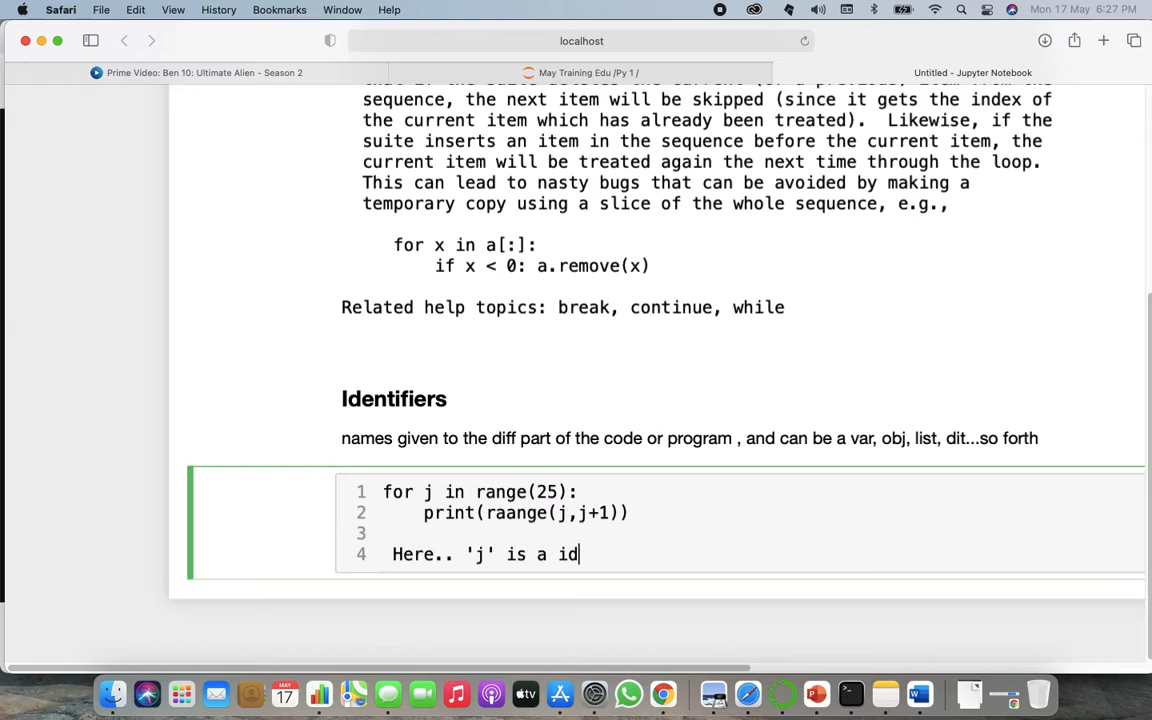 Safari File Edit View History Bookmarks Window Help Mon 17 May 6:27 PM
localhost
Prime Video: Ben 10: Ultimate Alien - Season 2 May Training Edu /Py 1 / Untitled - Jupyter Notebook
sequence, the next item will be skipped (since it gets the index of
the current item which has already been treated). Likewise, if the
suite inserts an item in the sequence before the current item, the
current item will be treated again the next time through the loop.
This can lead to nasty bugs that can be avoided by making a
temporary copy using a slice of the whole sequence, e.g.,
for x in a[:]:
if x < 0: a.remove(x)
Related help topics: break, continue, while
Identifiers
names given to the diff part of the code or program , and can be a var, obj, list, dit...so forth
1 for j in range(25):
2 print(raange(j,j+1))
3
4 Here.. 'j' is a id
MAY
17
tv